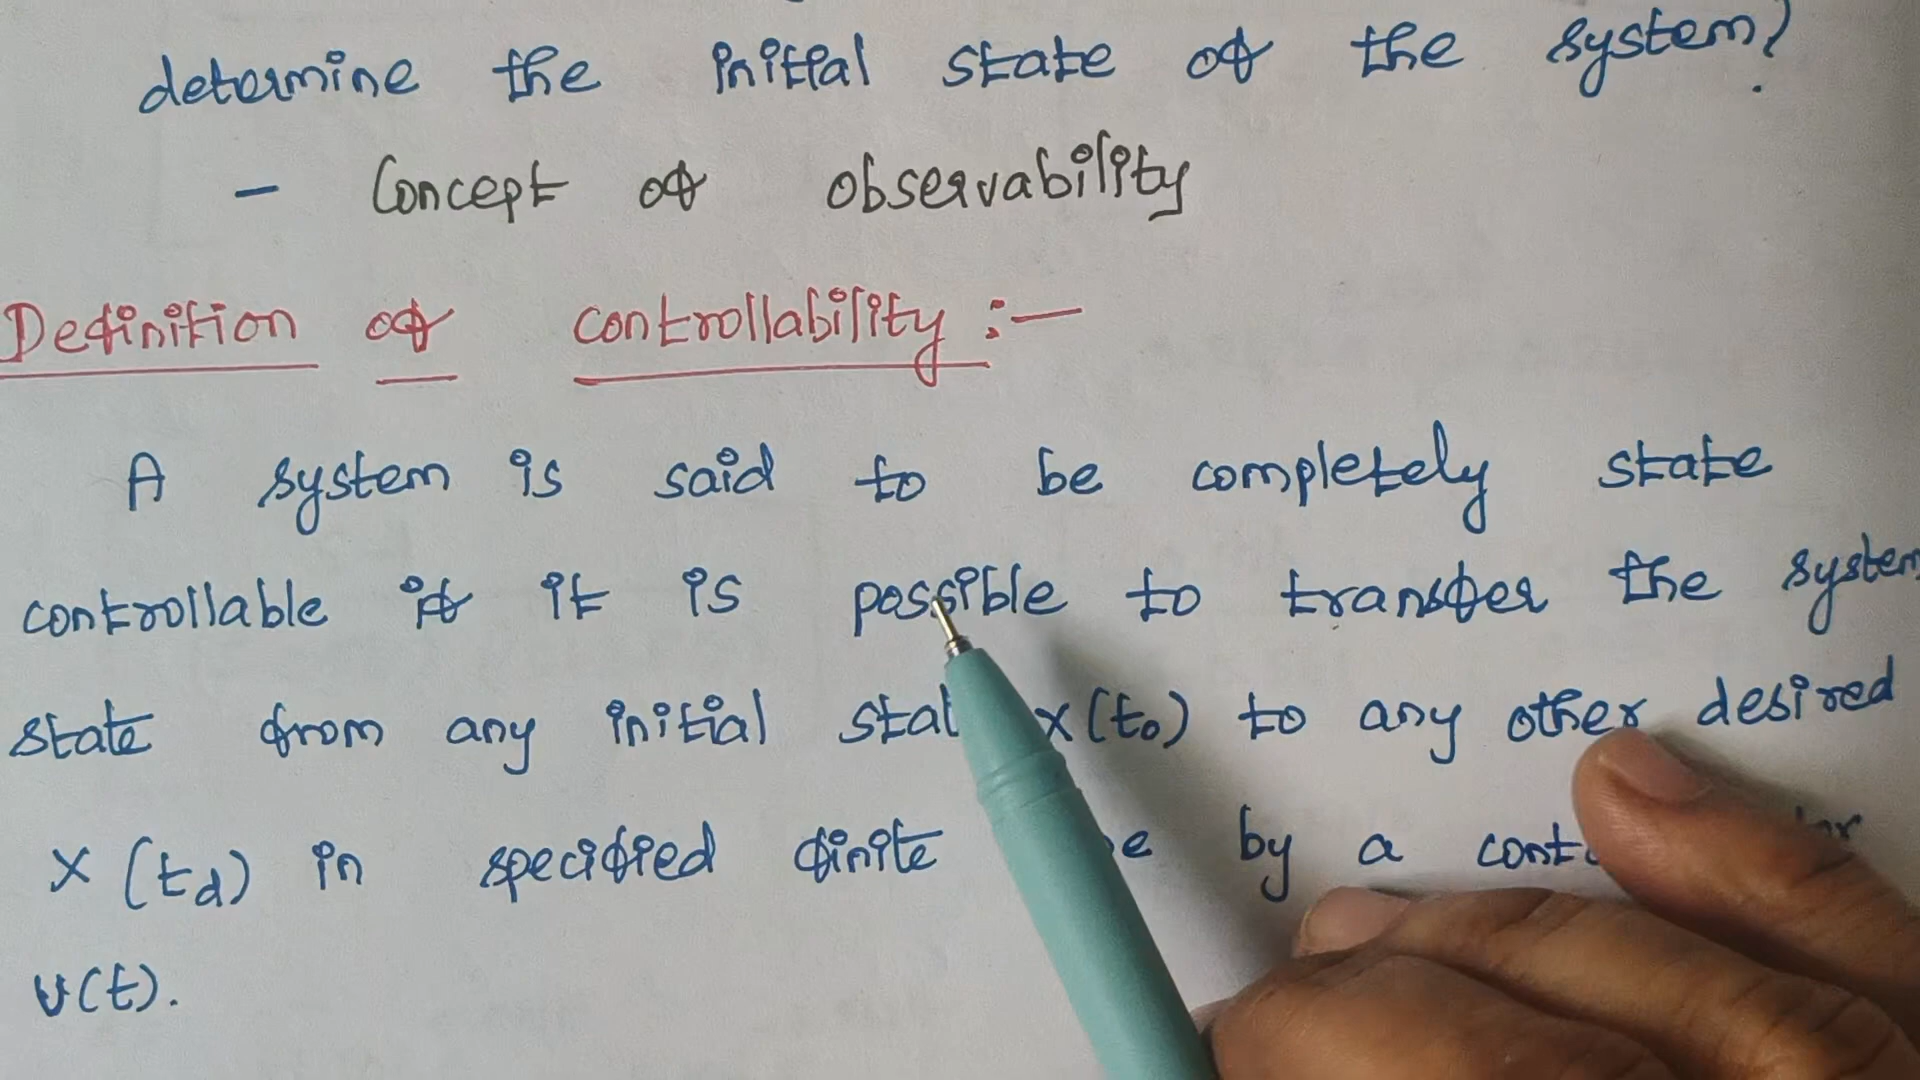 determine the initial state of the system?
- Concept of observability
Definition of controllability :-
A system is said to be completely state
controllable if it is possible to transfer the system
state from any initial x(t₀) to any other desired
x (td) in specified finite by a
U(t).